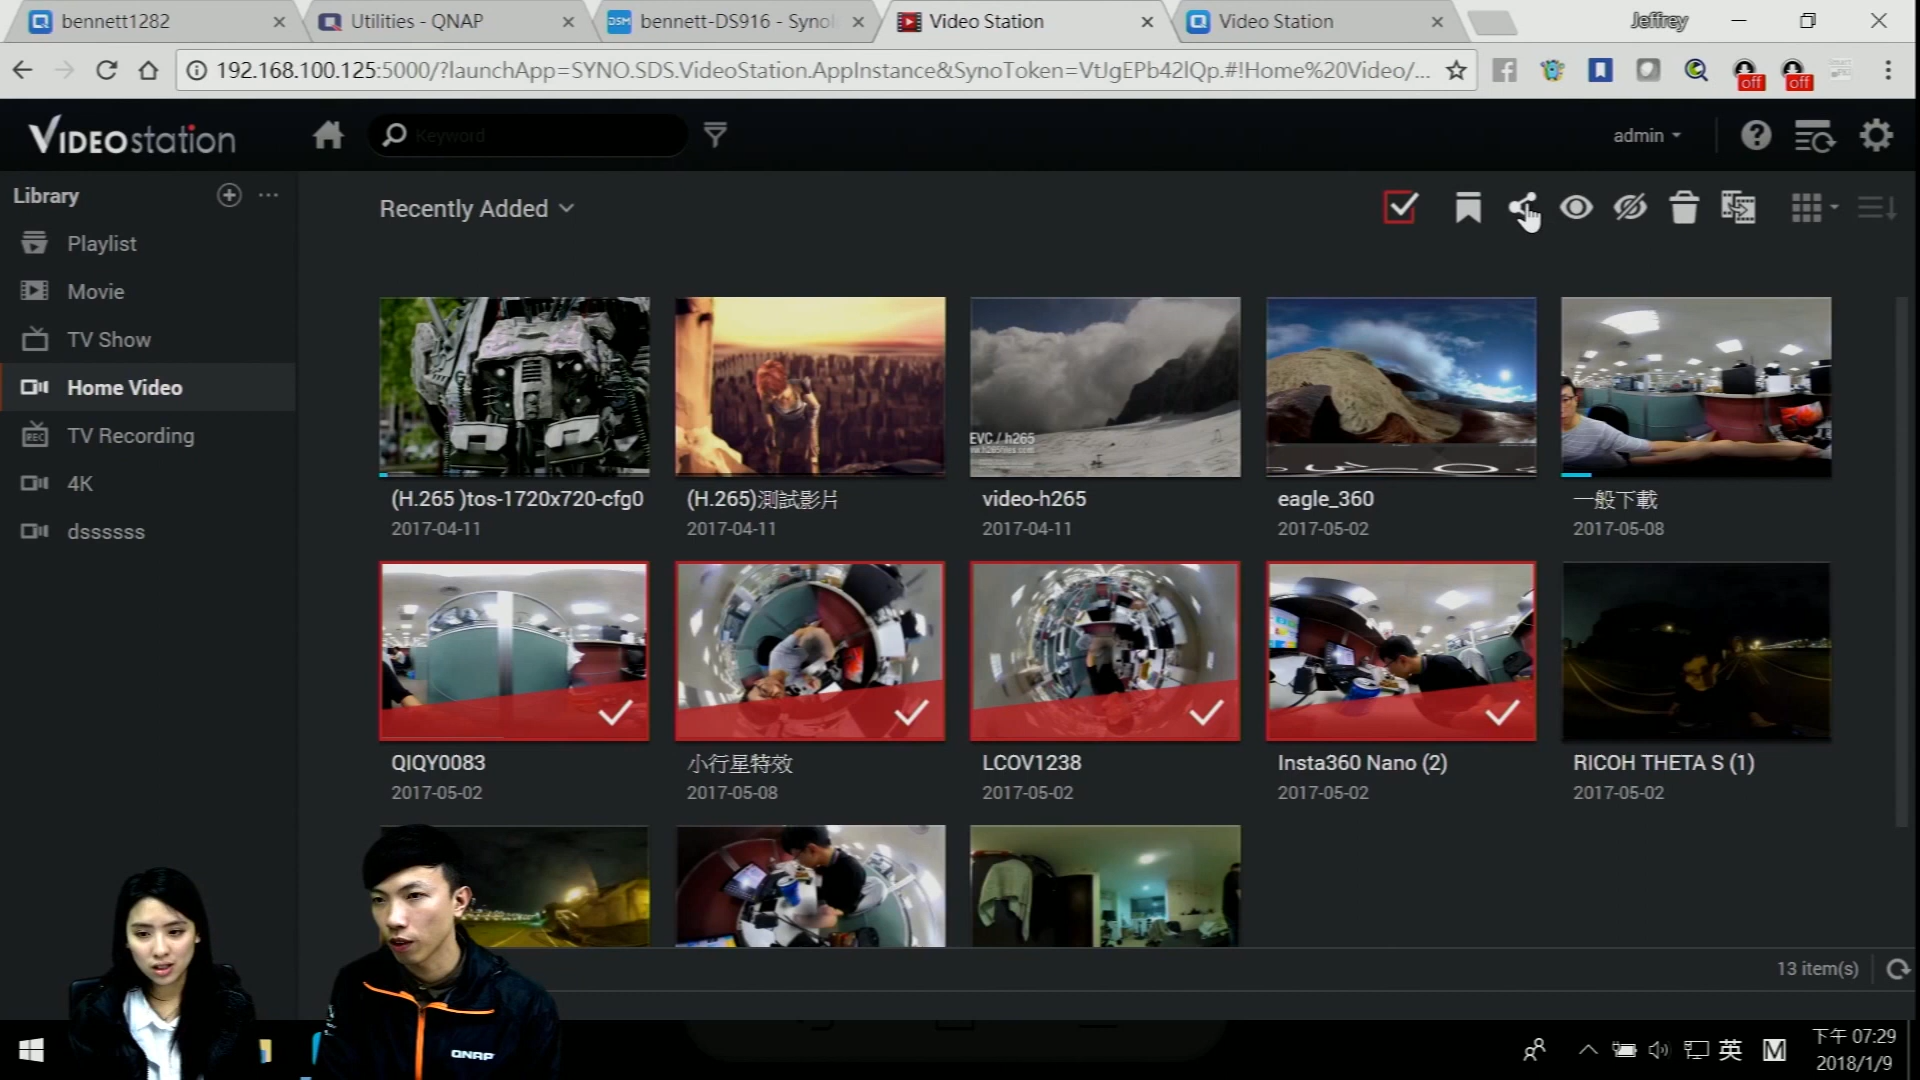 bennett1282
Utilities - QNAP
bennett-DS916 - Synol
Video Station
Video Station
Jeffrey
192.168.100.125:5000/?launchApp=SYNO.SDS.VideoStation.AppInstance&SynoToken=VtJgEPb42lQp.#!Home%20Video/...
off
off
VIDEOstation
Keyword
admin
Library
Recently Added
Playlist
Movie
TV Show
Home Video
REC
TV Recording
4K
dssssss
(H.265 )tos-1720x720-cfg0
(H.265)測試影片
video-h265
eagle_360
一般下載
2017-04-11
2017-04-11
2017-04-11
2017-05-02
2017-05-08
EVC / h265
QIQY0083
小行星特效
LCOV1238
Insta360 Nano (2)
RICOH THETA S (1)
2017-05-02
2017-05-08
2017-05-02
2017-05-02
2017-05-02
13 item(s)
QNAP
英
M
下午 07:29
2018/1/9